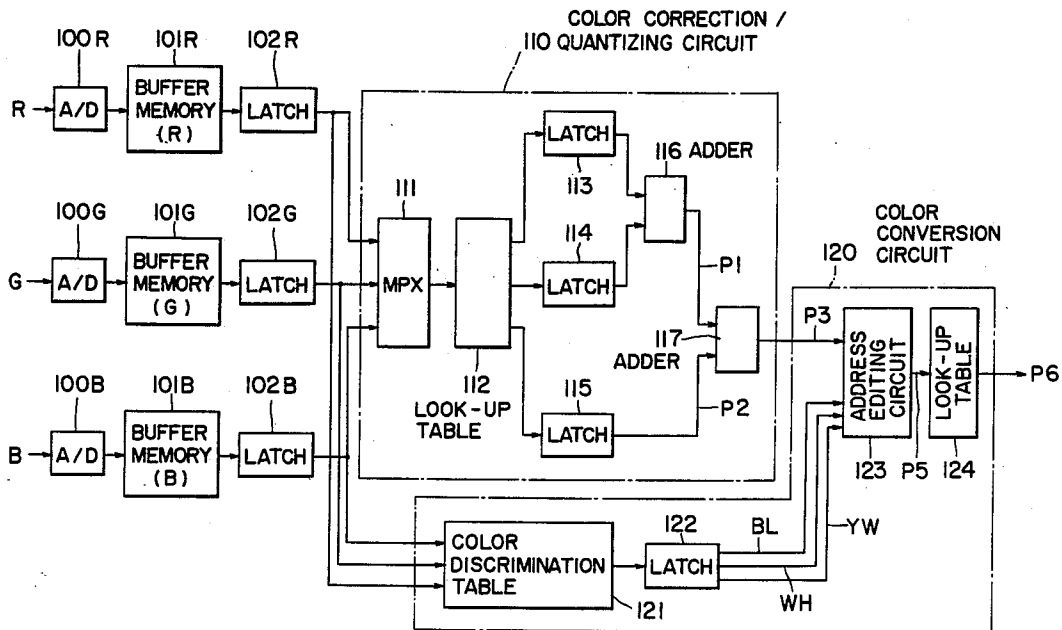 COLOR CORRECTION /
110 QUANTIZING CIRCUIT
100R
101R
102R
R
A/D
BUFFER
MEMORY
(R)
LATCH
LATCH
113
116 ADDER
100G
101G
102G
G
A/D
BUFFER
MEMORY
(G)
LATCH
111
MPX
112
LOOK-UP
TABLE
114
LATCH
P1
117
ADDER
COLOR
CONVERSION
120 CIRCUIT
P3
ADDRESS
EDITING
CIRCUIT
123
P5
LOOK-UP
TABLE
124
P6
100B
101B
102B
B
A/D
BUFFER
MEMORY
(B)
LATCH
115
LATCH
P2
COLOR
DISCRIMINATION
TABLE
121
122
LATCH
BL
WH
YW